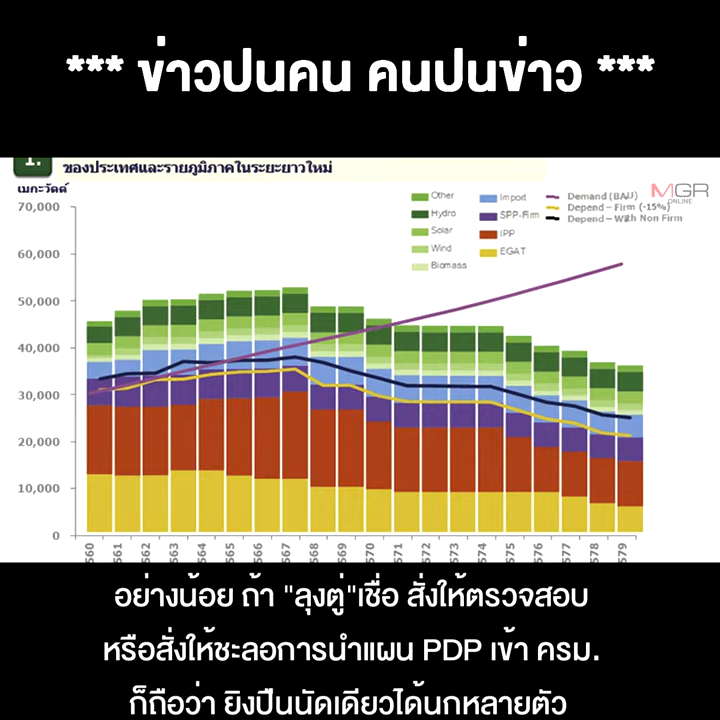 *** ข่าวปนคน คนปนข่าว ***
1.
ของประเทศและรายภูมิภาคในระยะยาวใหม่
เมกะวัตต์
MGR
ONLINE
Other
Import
Demand (BAU)
Hydro
SPP-Firm
Depend – Firm (-15%)
Solar
IPP
Depend – With Non Firm
Wind
EGAT
Biomass
70,000
60,000
50,000
40,000
30,000
20,000
10,000
0
560 561 562 563 564 565 566 567 568 569 570 571 572 573 574 575 576 577 578 579
อย่างน้อย ถ้า "ลุงตู่"เชื่อ สั่งให้ตรวจสอบ
หรือสั่งให้ชะลอการนำแผน PDP เข้า ครม.
ก็ถือว่า ยิงปืนนัดเดียวได้นกหลายตัว